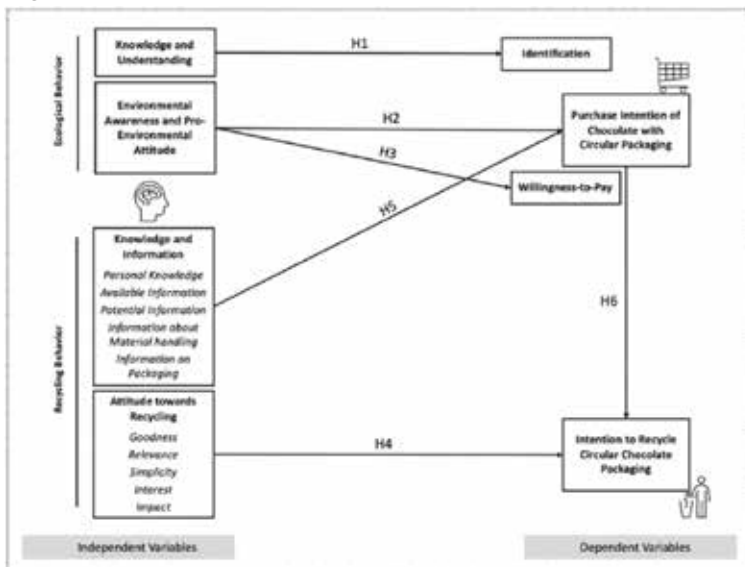 Ecological Behavior
Knowledge and
Understanding
H1
Identification
Environmental
Awareness and Pro-
Environmental
Attitude
H2
Purchase Intention of
Chocolate with
Circular Packaging
H3
Willingness-to-Pay
H5
Recycling Behavior
Knowledge and
Information
Personal Knowledge
Available Information
Potential Information
Information about
Material handling
Information on
Packaging
H6
Attitude towards
Recycling
Goodness
Relevance
Simplicity
Interest
Impact
H4
Intention to Recycle
Circular Chocolate
Packaging
Independent Variables
Dependent Variables